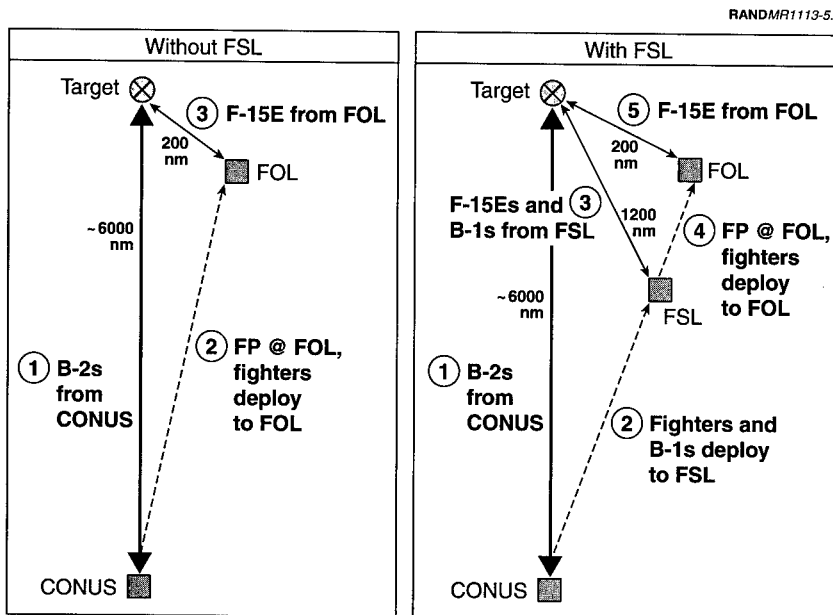 RANDMR1113-5.
Without FSL
Target
3 F-15E from FOL
200
nm
FOL
~6000
nm
2 FP @ FOL,
fighters
deploy
to FOL
1 B-2s
from
CONUS
CONUS
With FSL
Target
5 F-15E from FOL
200
nm
FOL
F-15Es and 3
B-1s from FSL
1200
nm
4 FP @ FOL,
fighters
deploy
to FOL
~6000
nm
FSL
1 B-2s
from
CONUS
2 Fighters and
B-1s deploy
to FSL
CONUS